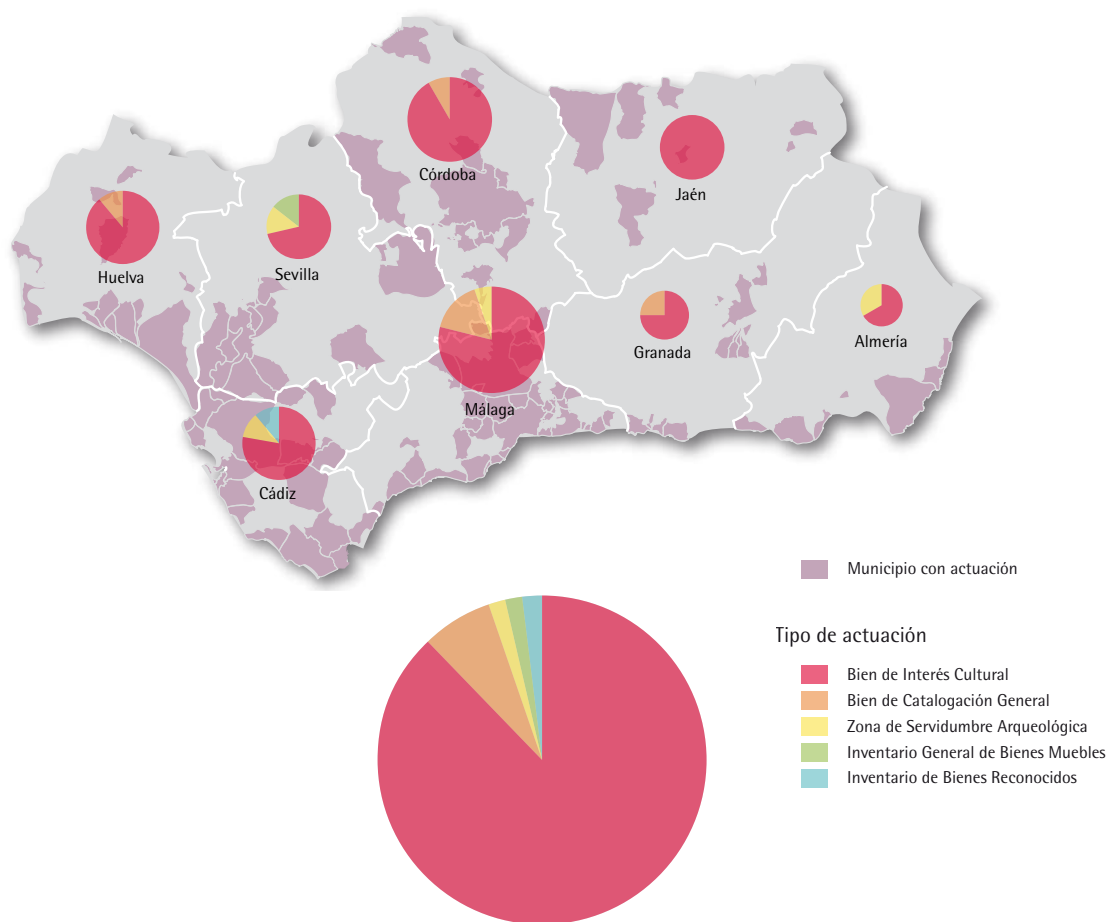 Córdoba
Jaén
Huelva
Sevilla
Granada
Almería
Málaga
Cádiz
Municipio con actuación
Tipo de actuación
Bien de Interés Cultural
Bien de Catalogación General
Zona de Servidumbre Arqueológica
Inventario General de Bienes Muebles
Inventario de Bienes Reconocidos